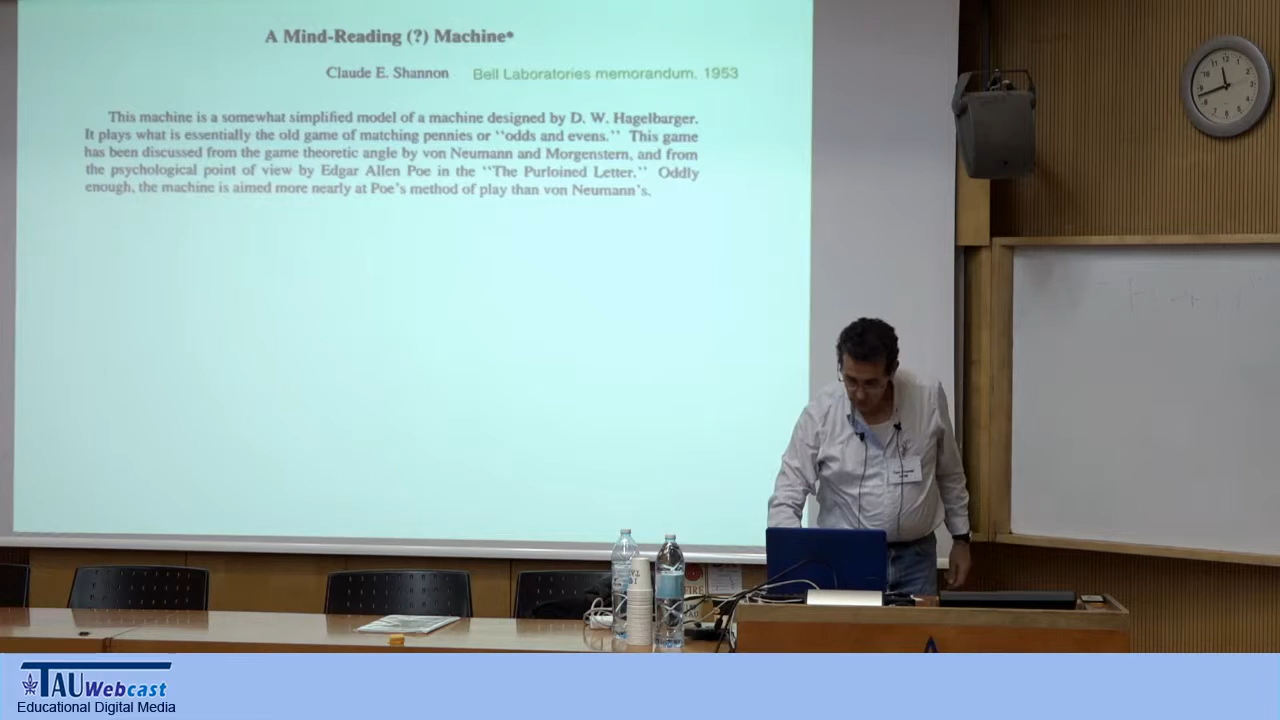 A Mind-Reading (?) Machine*
Claude E. Shannon Bell Laboratories memorandum, 1953
This machine is a somewhat simplified model of a machine designed by D. W. Hagelbarger.
It plays what is essentially the old game of matching pennies or "odds and evens." This game
has been discussed from the game theoretic angle by von Neumann and Morgenstern, and from
the psychological point of view by Edgar Allen Poe in the "The Purloined Letter." Oddly
enough, the machine is aimed more nearly at Poe's method of play than von Neumann's.
FIRE
TAU Webcast
Educational Digital Media